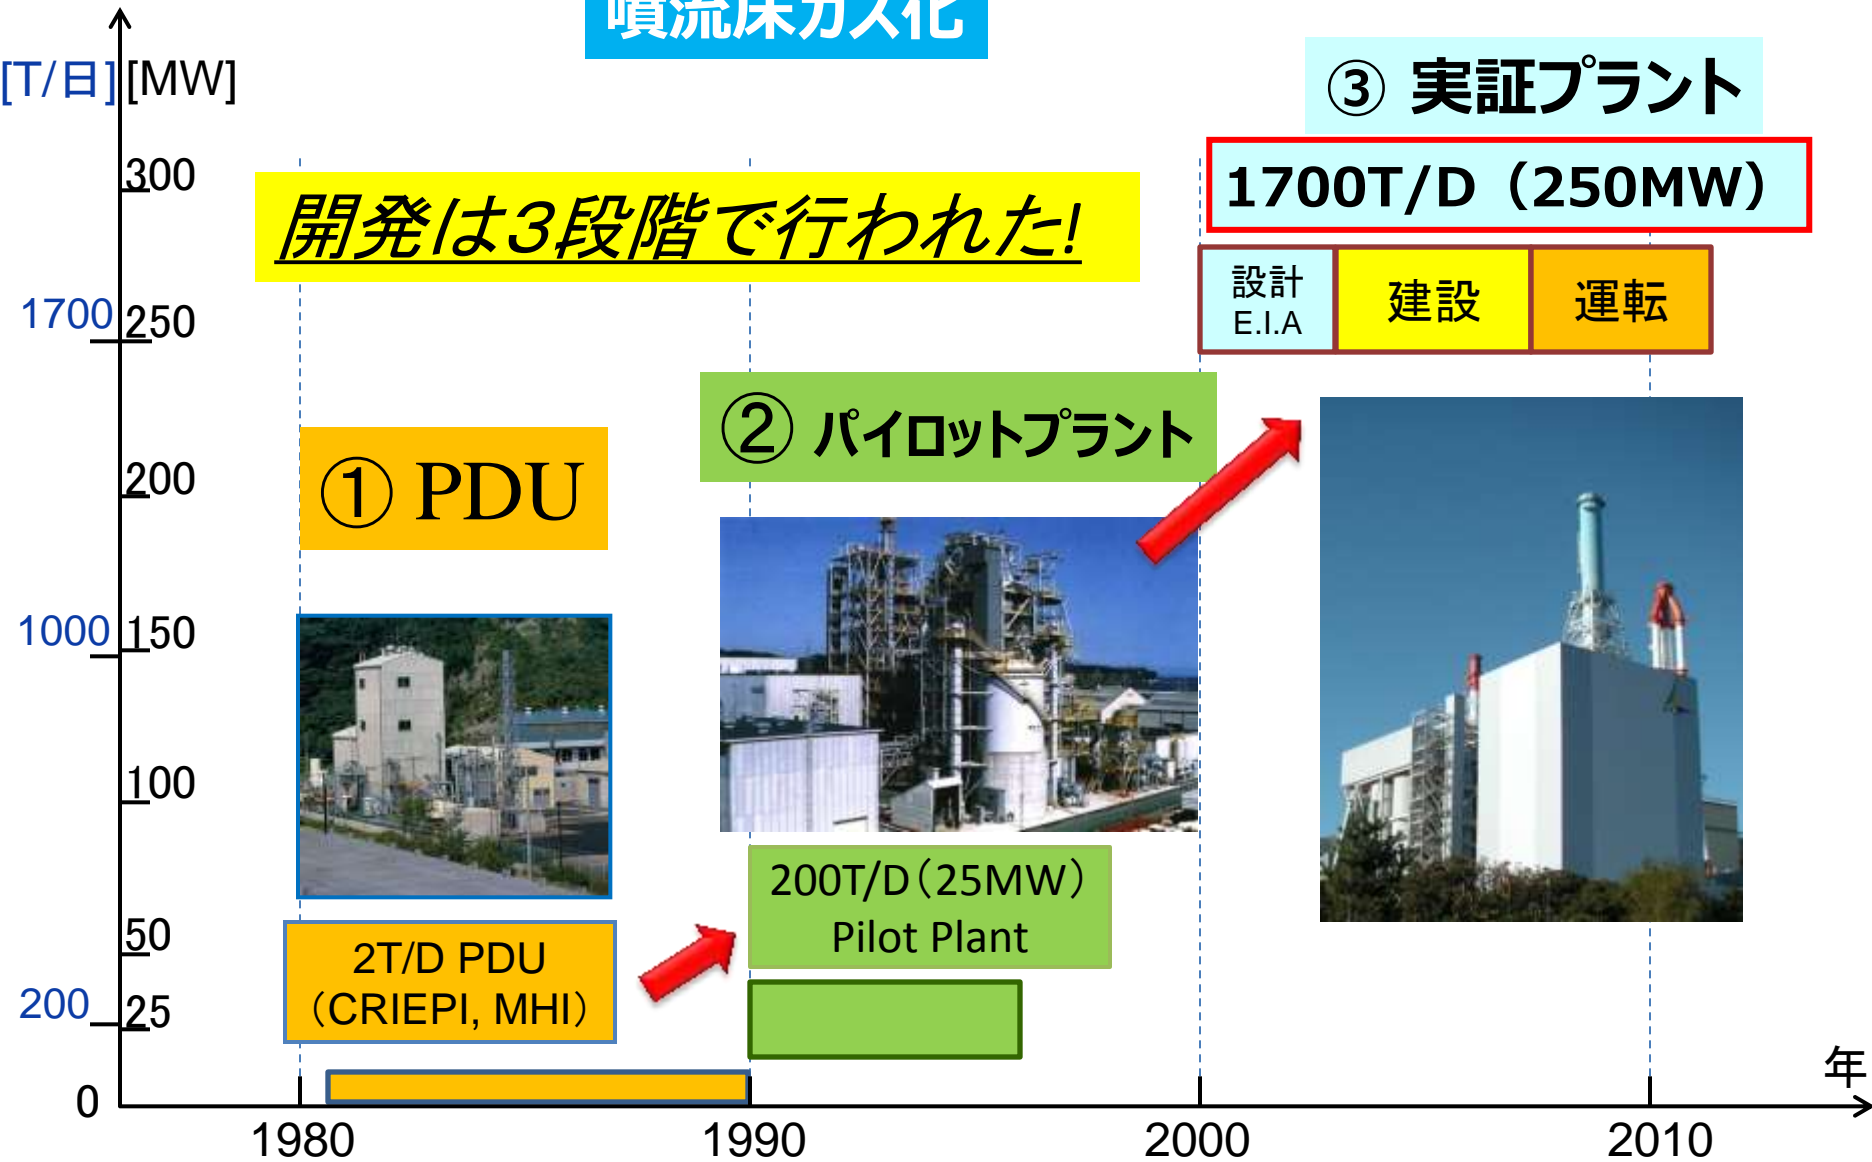 噴流床ガス化
[T/日] [MW]
③ 実証プラント
1700T/D（250MW）
300
開発は3段階で行われた!
設計
E.I.A
建設
運転
1700
250
② パイロットプラント
① PDU
200
1000
150
100
200T/D（25MW）
Pilot Plant
50
2T/D PDU
（CRIEPI, MHI）
200
25
0
年
1980
1990
2000
2010